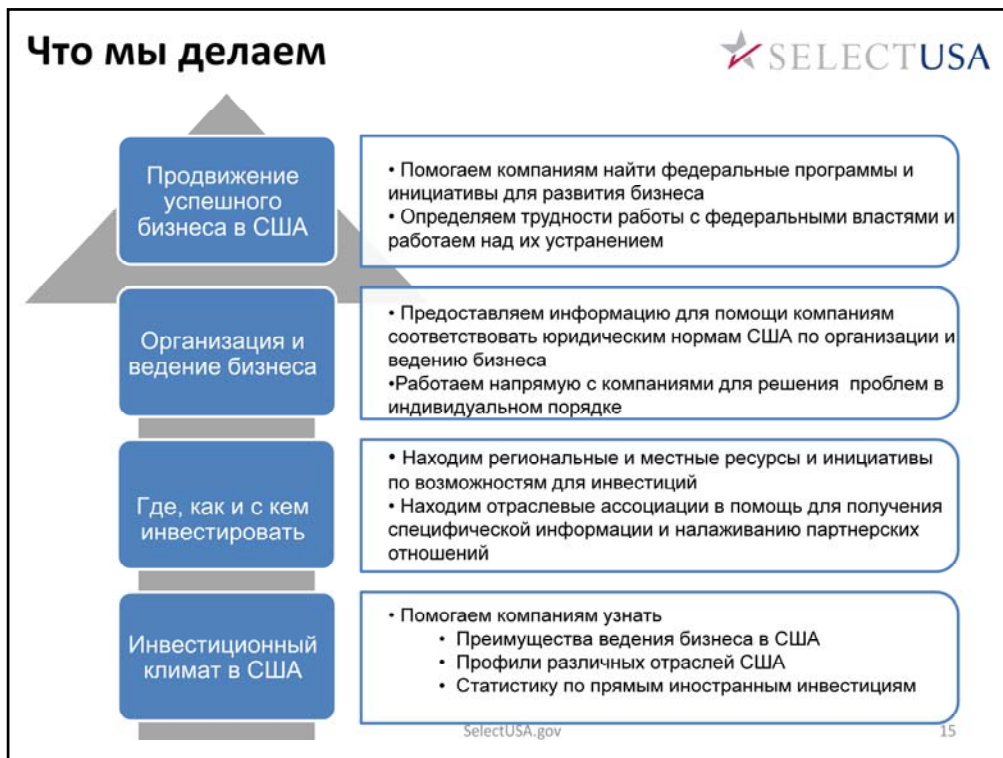 Что мы делаем
SELECTUSA
Продвижение
успешного
бизнеса в США
• Помогаем компаниям найти федеральные программы и
инициативы для развития бизнеса
• Определяем трудности работы с федеральными властями и
работаем над их устранением
Организация и
ведение бизнеса
• Предоставляем информацию для помощи компаниям
соответствовать юридическим нормам США по организации и
ведению бизнеса
•Работаем напрямую с компаниями для решения проблем в
индивидуальном порядке
Где, как и с кем
инвестировать
• Находим региональные и местные ресурсы и инициативы
по возможностям для инвестиций
• Находим отраслевые ассоциации в помощь для получения
специфической информации и налаживанию партнерских
отношений
Инвестиционный
климат в США
• Помогаем компаниям узнать
• Преимущества ведения бизнеса в США
• Профили различных отраслей США
• Статистику по прямым иностранным инвестициям
SelectUSA.gov
15